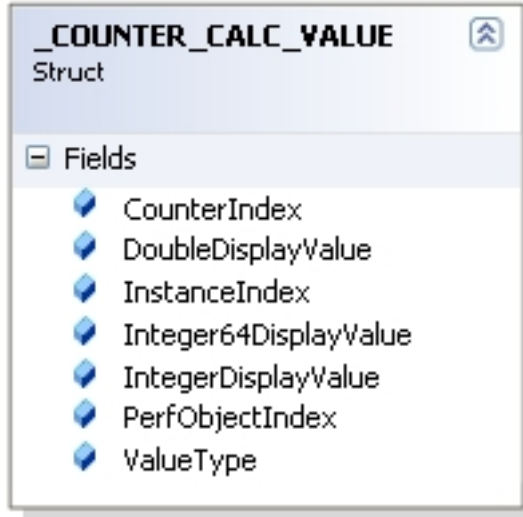 _COUNTER_CALC_VALUE
Struct
Fields
CounterIndex
DoubleDisplayValue
InstanceIndex
Integer64DisplayValue
IntegerDisplayValue
PerfObjectIndex
ValueType